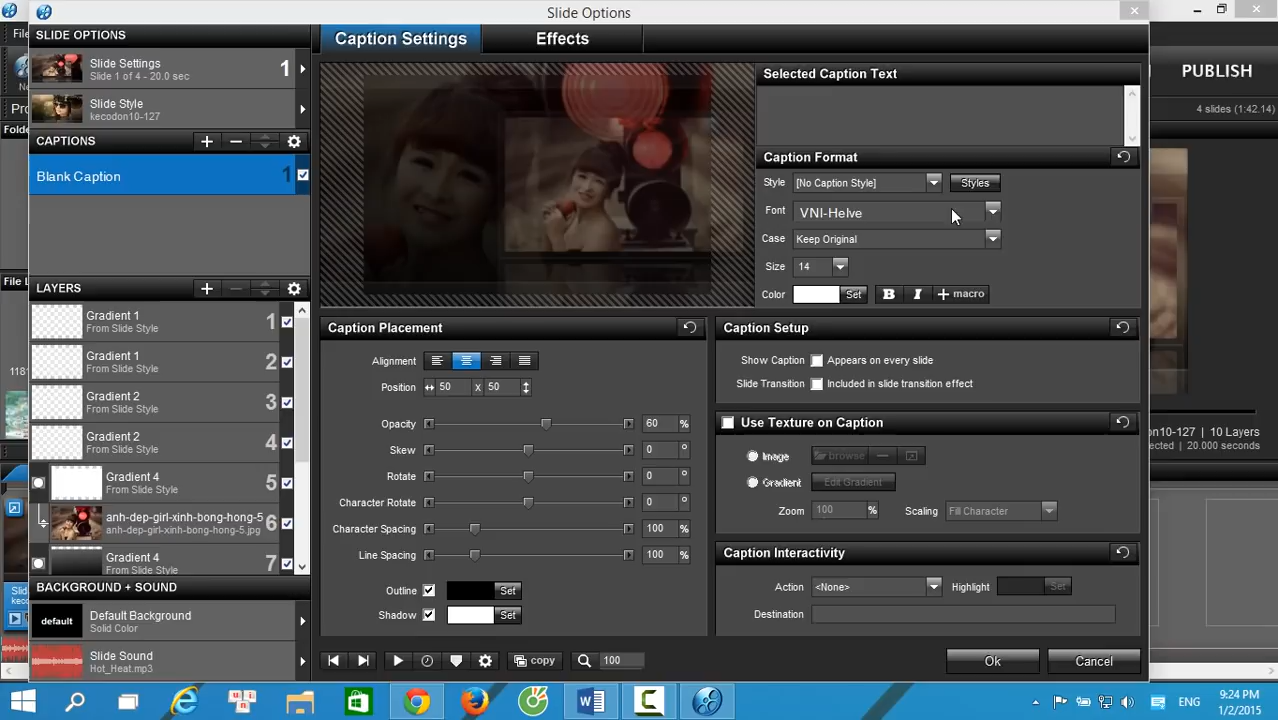 Slide Options
SLIDE OPTIONS
Slide Settings
Slide 1 of 4 - 20.0 sec
1
Slide Style
kecodon10-127
CAPTIONS
Blank Caption
1
LAYERS
Gradient 1
From Slide Style
1
Gradient 1
From Slide Style
2
Gradient 2
From Slide Style
3
Gradient 2
From Slide Style
4
Gradient 4
From Slide Style
5
anh-dep-girl-xinh-bong-hong-5
anh-dep-girl-xinh-bong-hong-5.jpg
6
Gradient 4
From Slide Style
7
BACKGROUND + SOUND
default
Default Background
Solid Color
Slide Sound
Hot_Heat.mp3
Caption Settings
Effects
Selected Caption Text
Caption Format
Style [No Caption Style] Styles
Font VNI-Helve
Case Keep Original
Size 14
Color Set B I + macro
Caption Placement
Alignment
Position 50 x 50
Opacity 60 %
Skew 0 °
Rotate 0 °
Character Rotate 0 °
Character Spacing 100 %
Line Spacing 100 %
Outline Set
Shadow Set
Caption Setup
Show Caption Appears on every slide
Slide Transition Included in slide transition effect
Use Texture on Caption
Image browse
Gradient Edit Gradient
Zoom 100 % Scaling Fill Character
Caption Interactivity
Action <None> Highlight Set
Destination
copy 100
Ok Cancel
PUBLISH
4 slides (1:42.14)
10 Layers
20.000 seconds
ENG
9:24 PM
1/2/2015